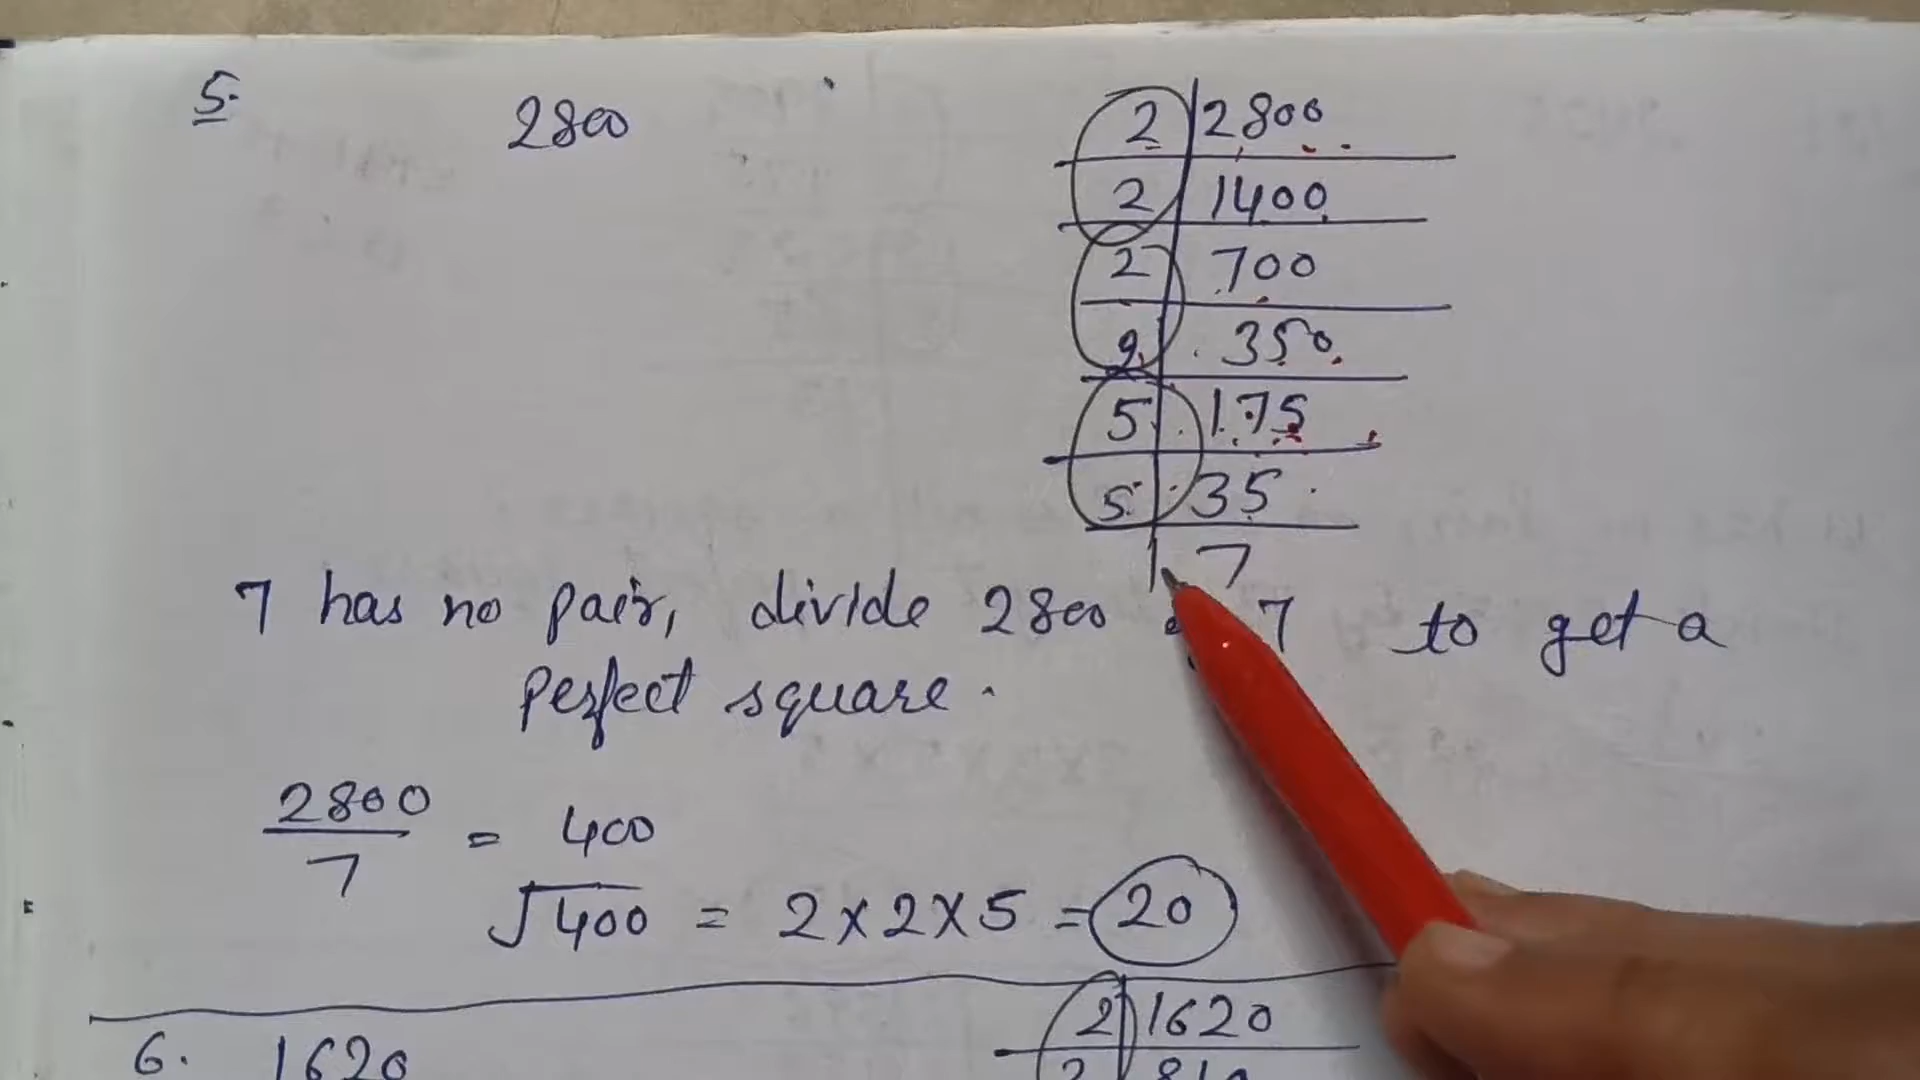 5.
2800
2 | 2800
2 | 1400
2 | 700
2 | 350
5 | 175
5 | 35
| 7
7 has no pair, divide 2800 7 to get a
perfect square.
2800/7 = 400
√400 = 2×2×5 = 20
2 | 1620
6. 1620
2 | 810